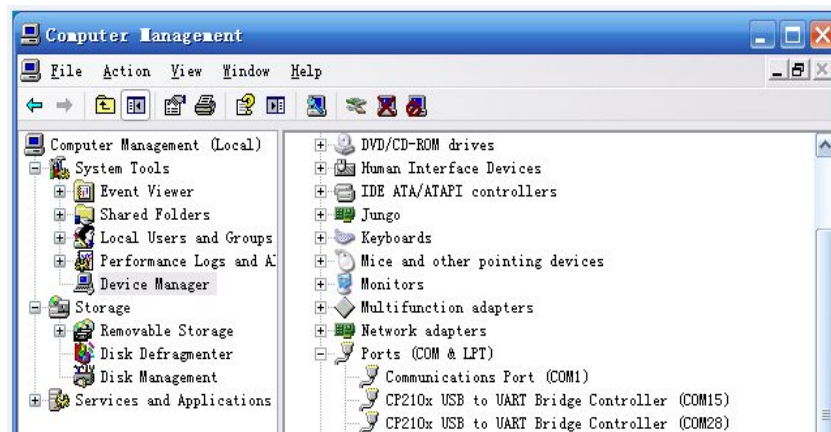 Computer Management
File Action View Window Help
Computer Management (Local)
System Tools
Event Viewer
Shared Folders
Local Users and Groups
Performance Logs and Al
Device Manager
Storage
Removable Storage
Disk Defragmenter
Disk Management
Services and Applications
DVD/CD-ROM drives
Human Interface Devices
IDE ATA/ATAPI controllers
Jungo
Keyboards
Mice and other pointing devices
Monitors
Multifunction adapters
Network adapters
Ports (COM & LPT)
Communications Port (COM1)
CP210x USB to UART Bridge Controller (COM15)
CP210x USB to UART Bridge Controller (COM28)